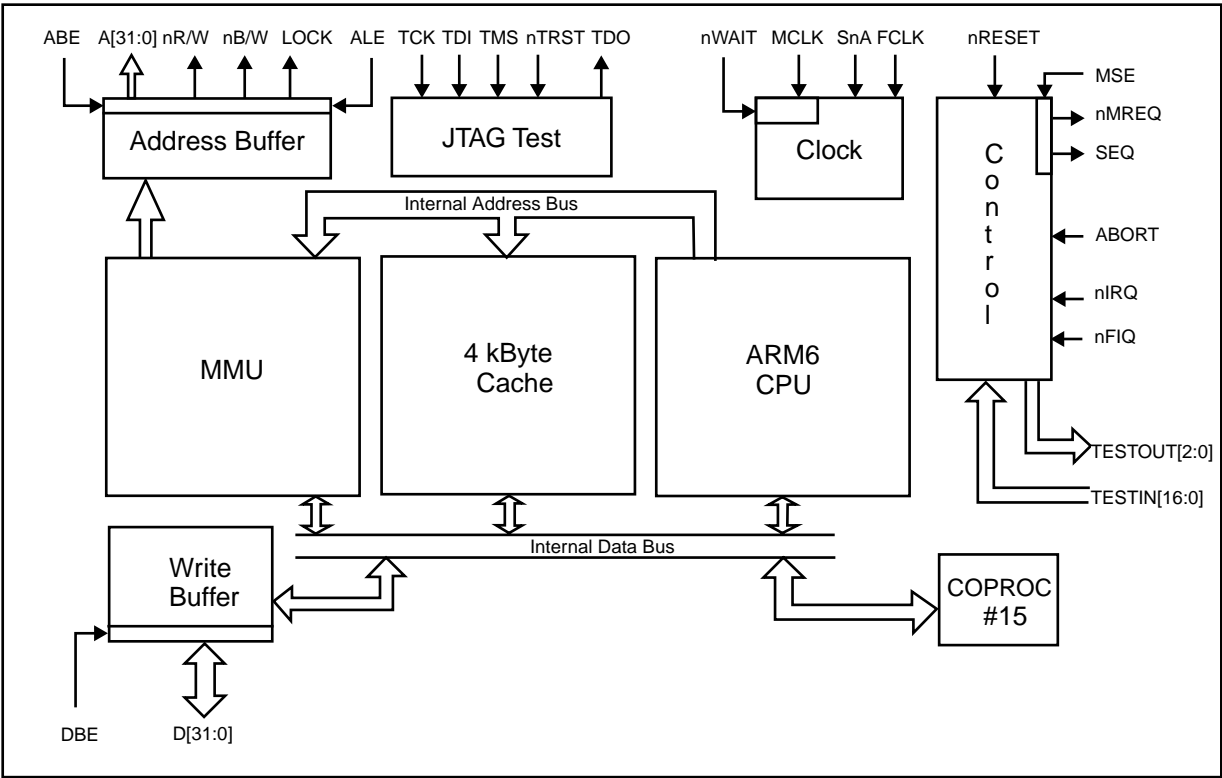 ABE A[31:0] nR/W nB/W LOCK ALE TCK TDI TMS nTRST TDO nWAIT MCLK SnA FCLK nRESET
MSE
nMREQ
SEQ
Address Buffer
JTAG Test
Clock
Control
Internal Address Bus
ABORT
nIRQ
nFIQ
MMU
4 kByte
Cache
ARM6
CPU
TESTOUT[2:0]
TESTIN[16:0]
Internal Data Bus
Write
Buffer
COPROC
#15
DBE
D[31:0]